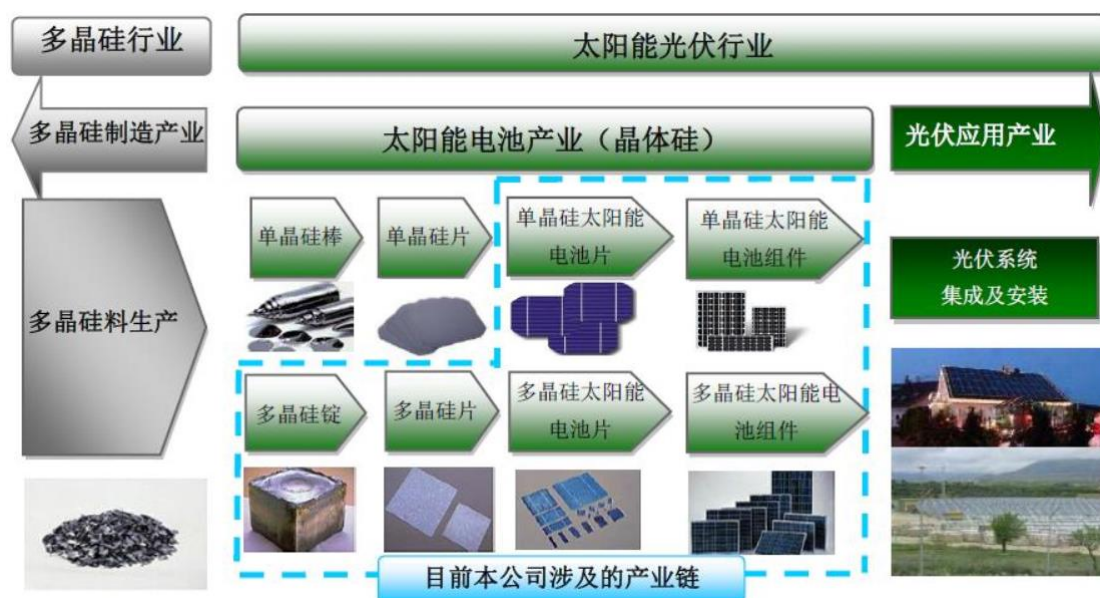 多晶硅行业
太阳能光伏行业
多晶硅制造产业
太阳能电池产业（晶体硅）
光伏应用产业
单晶硅棒
单晶硅片
单晶硅太阳能
电池片
单晶硅太阳能
电池组件
光伏系统
集成及安装
多晶硅料生产
多晶硅锭
多晶硅片
多晶硅太阳能
电池片
多晶硅太阳能电
池组件
目前本公司涉及的产业链